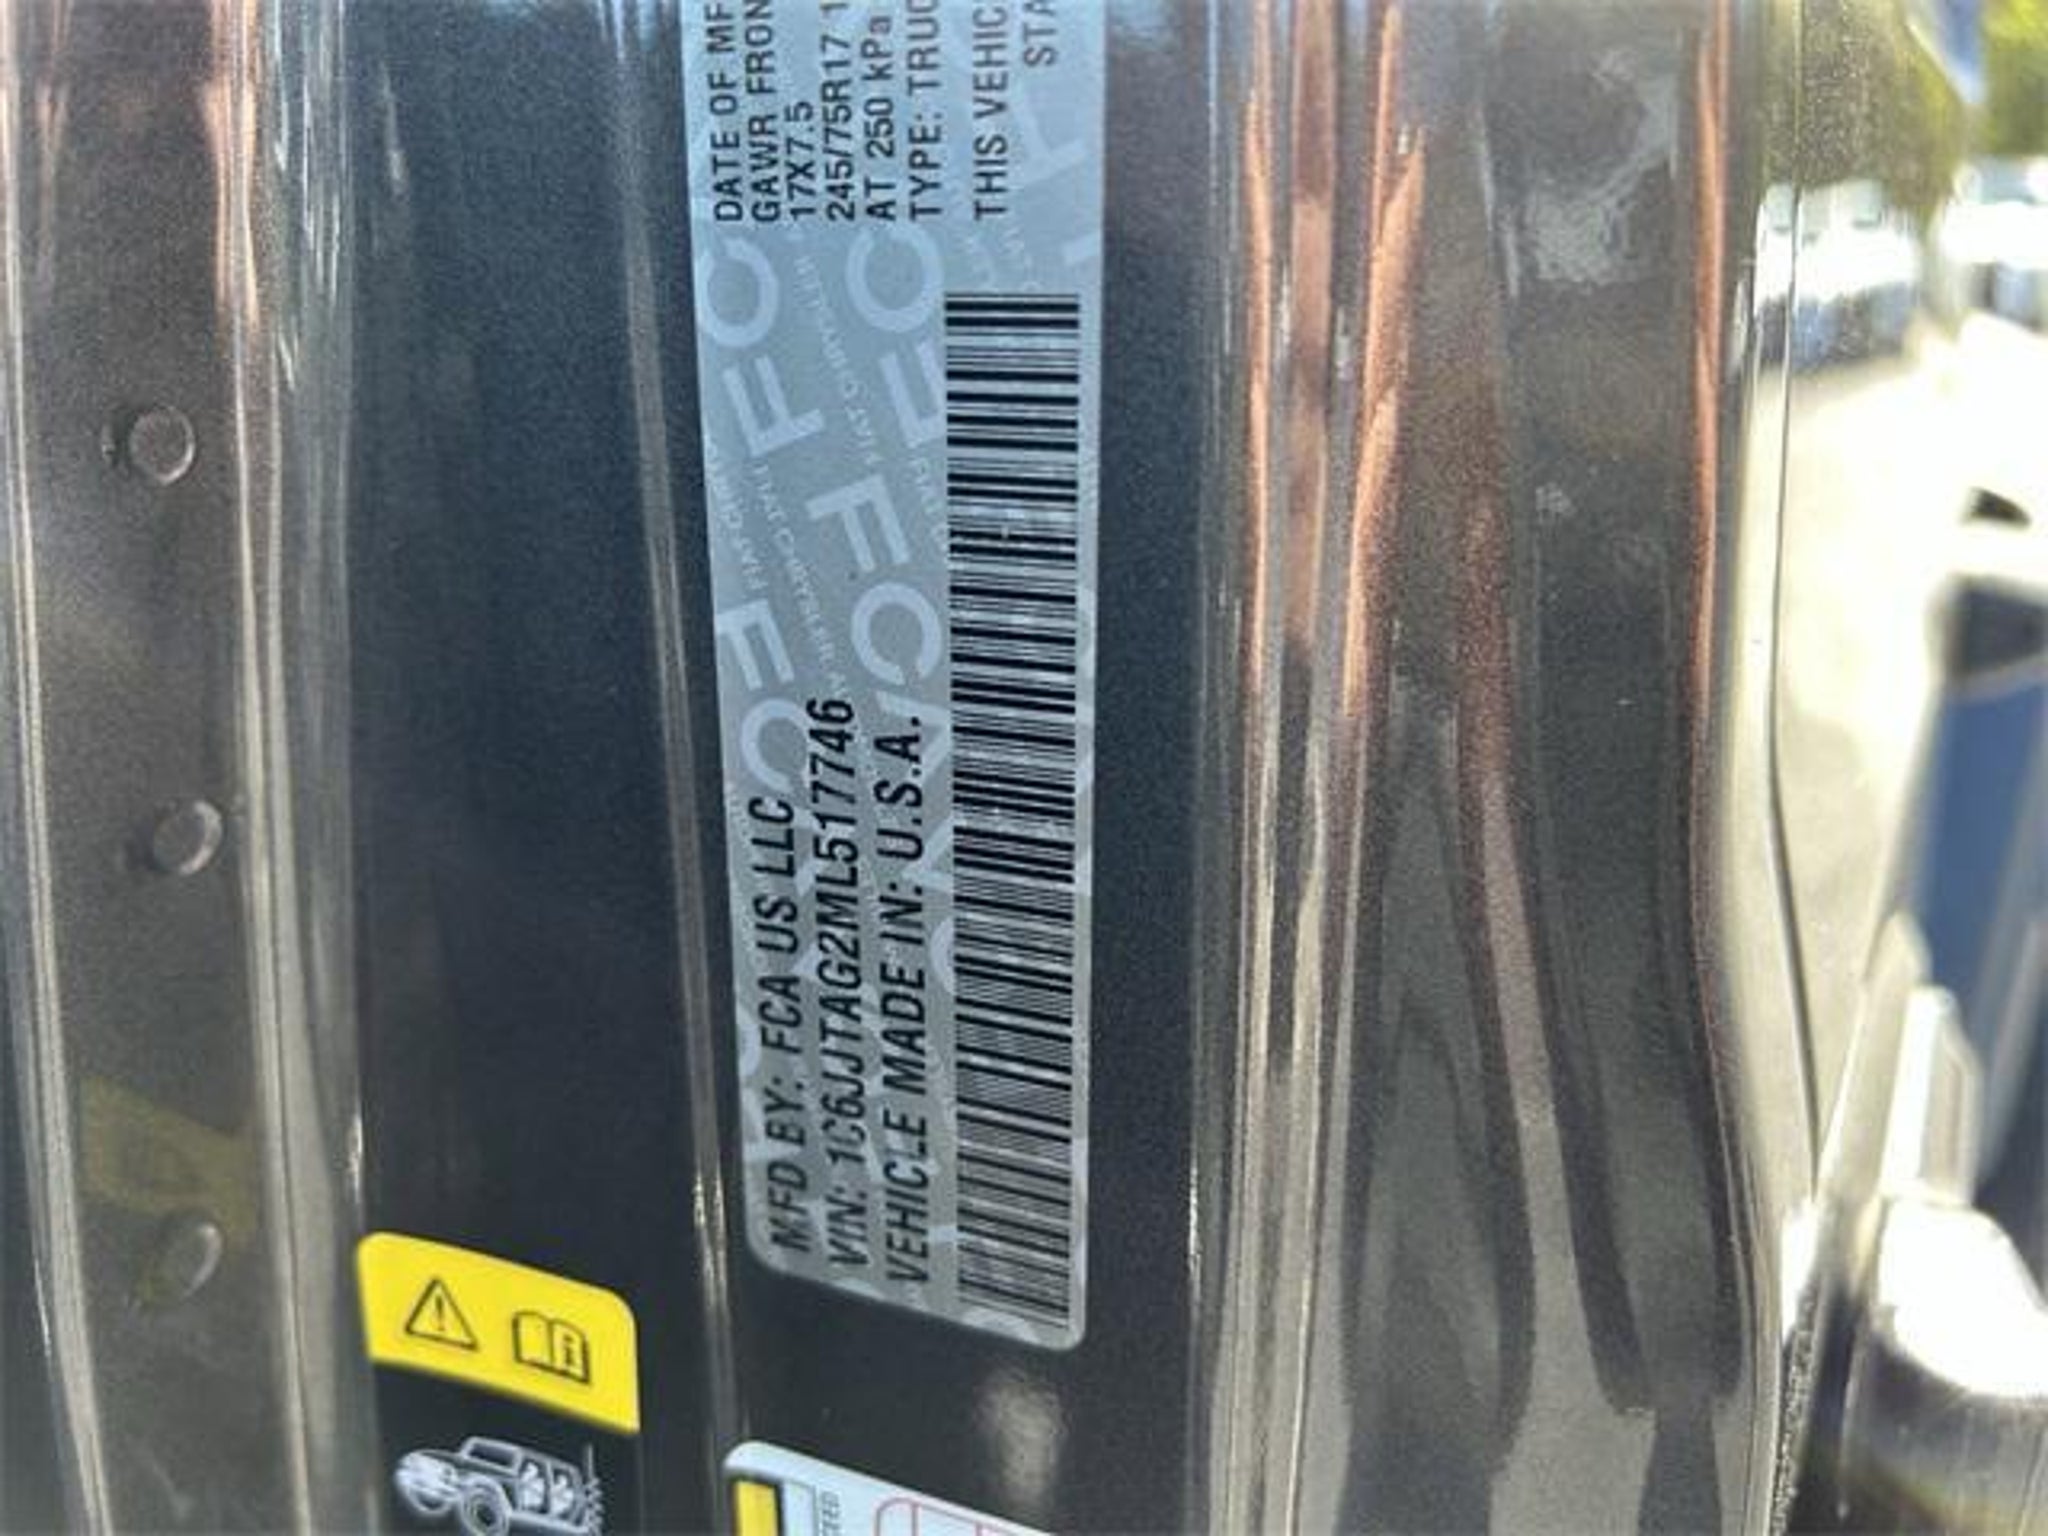 MFD BY: FCA US LLC
VIN: 1C6JJTAG2ML517746
VEHICLE MADE IN: U.S.A.
DATE OF MF
GAWR FRON
17X7.5
245/75R17 1
AT 250 kPa
TYPE: TRUC
THIS VEHIC
STA